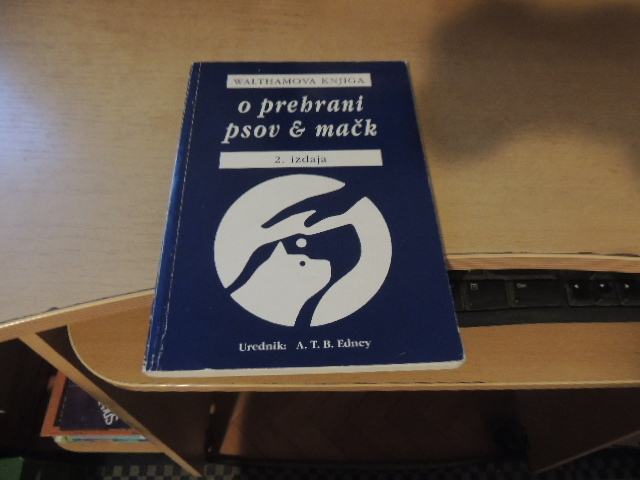 WALTHAMOVA KNJIGA
o prehrani
psov & mačk
2. izdaja
Urednik: A. T. B. Edney